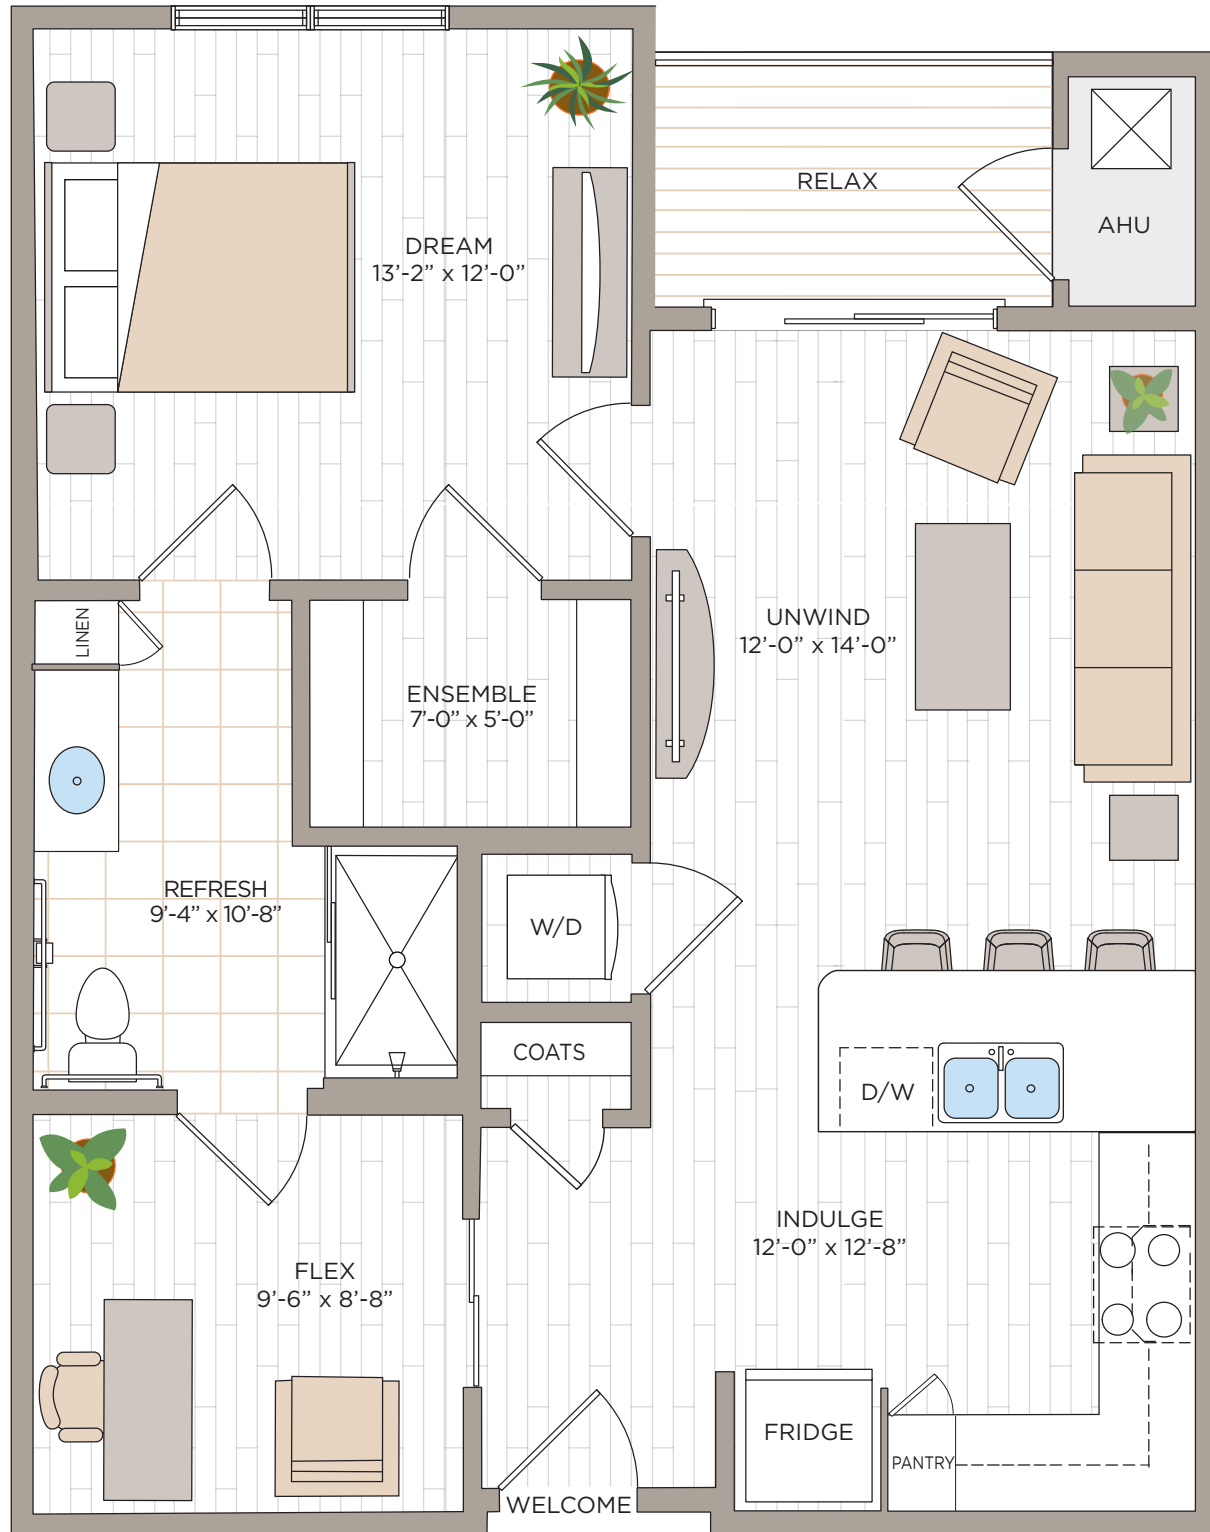 RELAX
AHU
DREAM
13’-2” x 12’-0”
LINEN
UNWIND
12’-0” x 14’-0”
ENSEMBLE
7’-0” x 5’-0”
REFRESH
9’-4” x 10’-8”
W/D
COATS
D/W
INDULGE
12’-0” x 12’-8”
FLEX
9’-6” x 8’-8”
FRIDGE
PANTRY
WELCOME